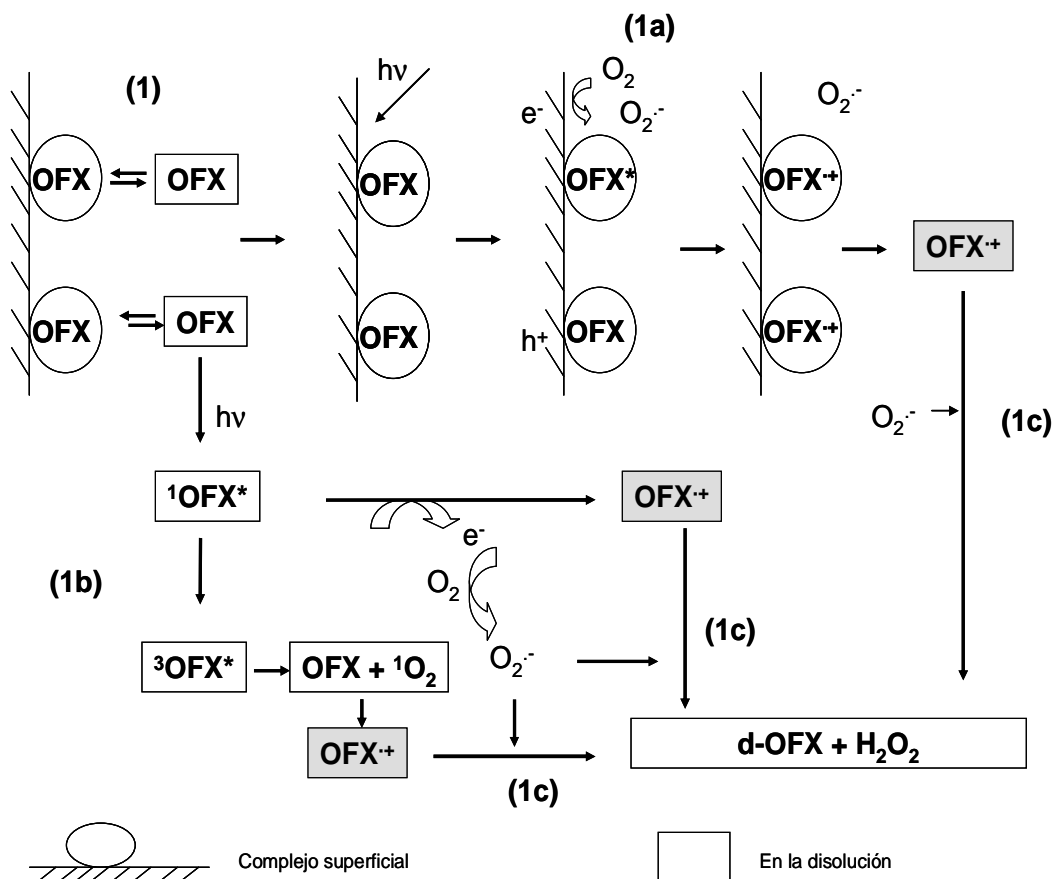 (1a)
(1)
hν
O₂
O₂·⁻
O₂·⁻
e⁻
OFX
OFX
OFX
OFX*
OFX·⁺
OFX·⁺
OFX
OFX
OFX
h⁺
OFX
OFX·⁺
hν
O₂·⁻
(1c)
¹OFX*
OFX·⁺
e⁻
(1b)
O₂
(1c)
³OFX*
OFX + ¹O₂
O₂·⁻
OFX·⁺
d-OFX + H₂O₂
(1c)
Complejo superficial
En la disolución